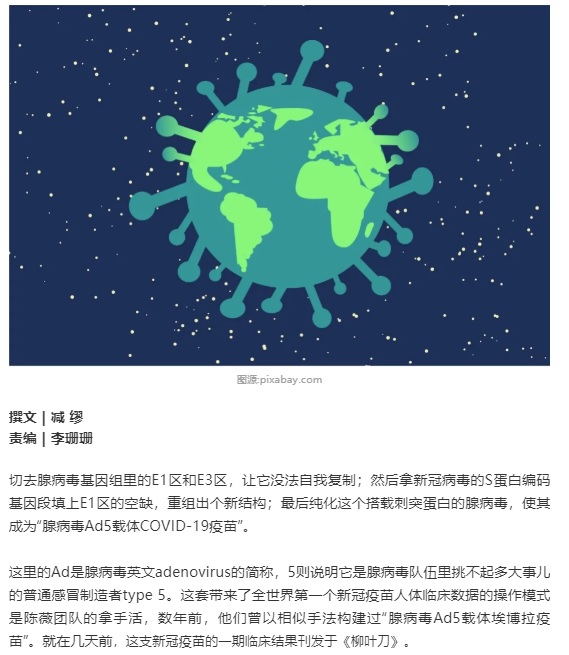 图源:pixabay.com
撰文 | 减 缪
责编 | 李珊珊
切去腺病毒基因组里的E1区和E3区，让它没法自我复制；然后拿新冠病毒的S蛋白编码
基因段填上E1区的空缺，重组出个新结构；最后纯化这个搭载刺突蛋白的腺病毒，使其
成为“腺病毒Ad5载体COVID-19疫苗”。
这里的Ad是腺病毒英文adenovirus的简称，5则说明它是腺病毒队伍里挑不起多大事儿
的普通感冒制造者type 5。这套带来了全世界第一个新冠疫苗人体临床数据的操作模式
是陈薇团队的拿手活，数年前，他们曾以相似手法构建过“腺病毒Ad5载体埃博拉疫
苗”。就在几天前，这支新冠疫苗的一期临床结果刊发于《柳叶刀》。